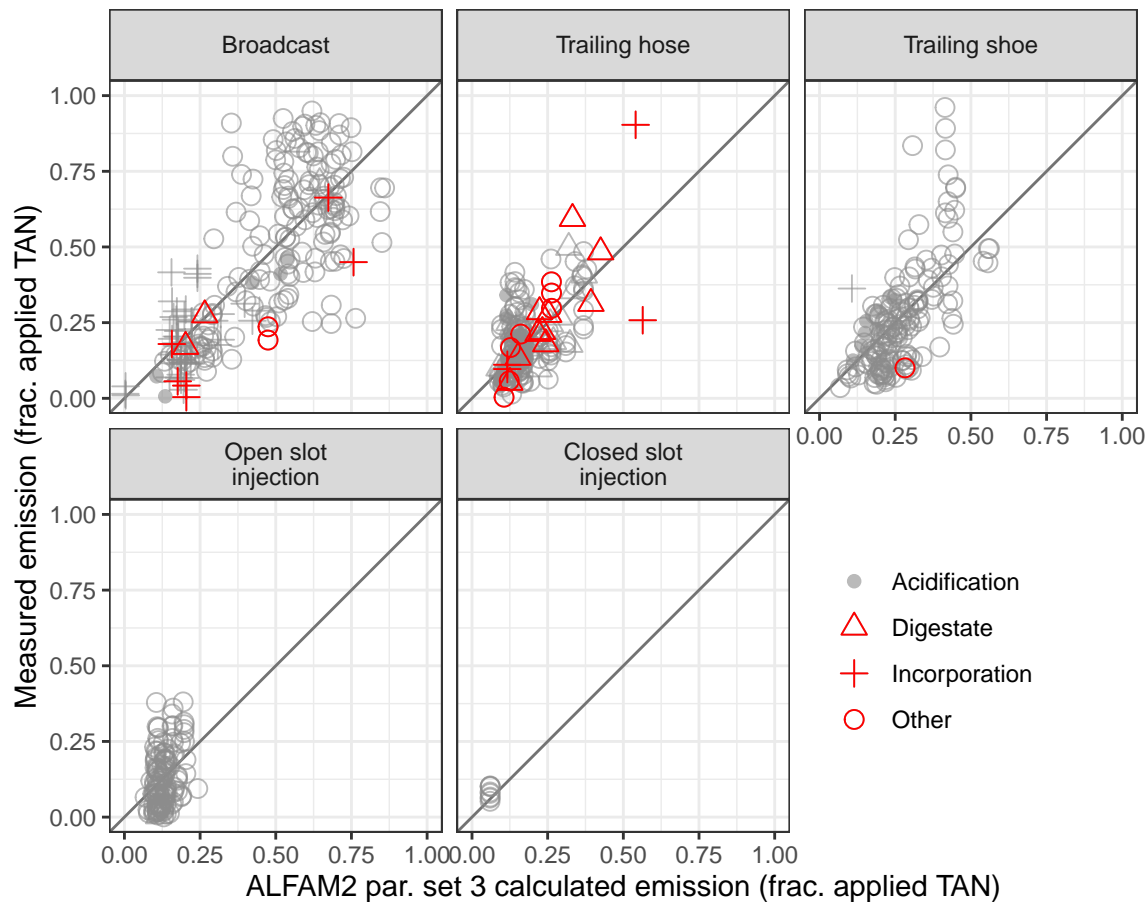 Broadcast
Trailing hose
Trailing shoe
1.00
0.75
0.50
0.25
0.00
0.00 0.25 0.50 0.75 1.00
Open slot
injection
Closed slot
injection
1.00
0.75
0.50
0.25
0.00
0.00 0.25 0.50 0.75 1.00
0.00 0.25 0.50 0.75 1.00
Measured emission (frac. applied TAN)
ALFAM2 par. set 3 calculated emission (frac. applied TAN)
Acidification
Digestate
Incorporation
Other